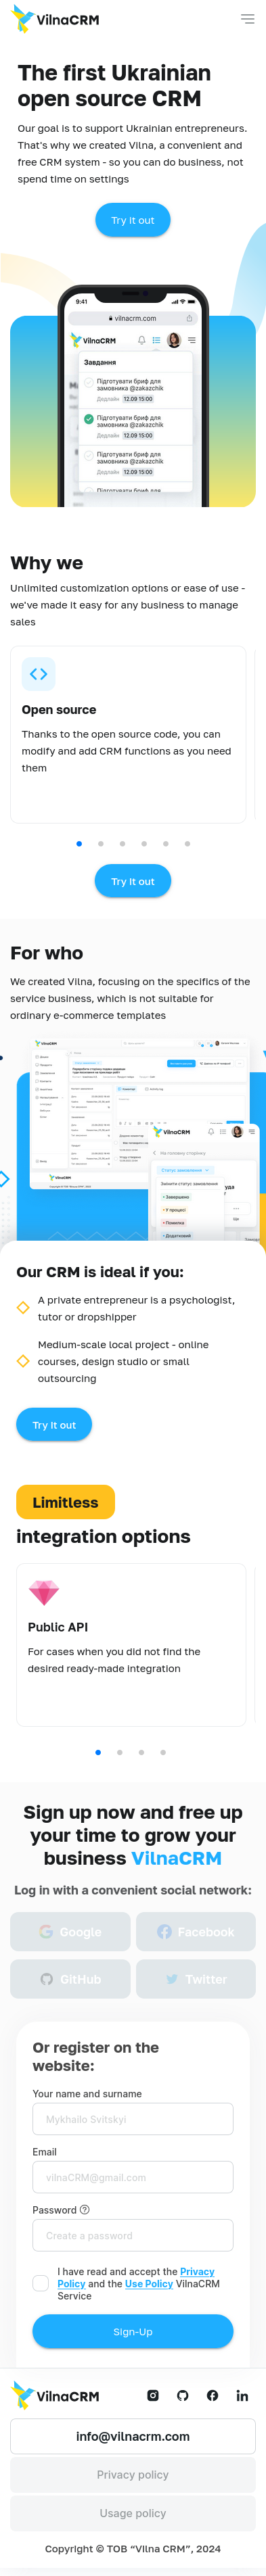 VilnaCRM
The first Ukrainian
open source CRM
Our goal is to support Ukrainian entrepreneurs.
That's why we created Vilna, a convenient and
free CRM system - so you can do business, not
spend time on settings
Try it out
9:41
vilnacrm.com
VilnaCRM
Завдання
Підготувати бриф для
замовника @zakazchik
Дедлайн 12.09 15:00
Підготувати бриф для
замовника @zakazchik
Дедлайн 12.09 15:00
Підготувати бриф для
замовника @zakazchik
Дедлайн 12.09 15:00
Підготувати бриф для
Why we
Unlimited customization options or ease of use -
we've made it easy for any business to manage
sales
Open source
Thanks to the open source code, you can
modify and add CRM functions as you need
them
Try it out
For who
We created Vilna, focusing on the specifics of the
service business, which is not suitable for
ordinary e-commerce templates
VilnaCRM
VilnaCRM
VilnaCRM
Статус: замовлення
Змінити статус замовлення
Завершені
У процесі
Помилка
Додатковий
Our CRM is ideal if you:
A private entrepreneur is a psychologist,
tutor or dropshipper
Medium-scale local project - online
courses, design studio or small
outsourcing
Try it out
Limitless
integration options
Public API
For cases when you did not find the
desired ready-made integration
Sign up now and free up
your time to grow your
business VilnaCRM
Log in with a convenient social network:
Google
Facebook
GitHub
Twitter
Or register on the
website:
Your name and surname
Mykhailo Svitskyi
Email
vilnaCRM@gmail.com
Password
Create a password
I have read and accept the Privacy
Policy and the Use Policy VilnaCRM
Service
Sign-Up
VilnaCRM
info@vilnacrm.com
Privacy policy
Usage policy
Copyright © ТОВ “Vilna CRM”, 2024